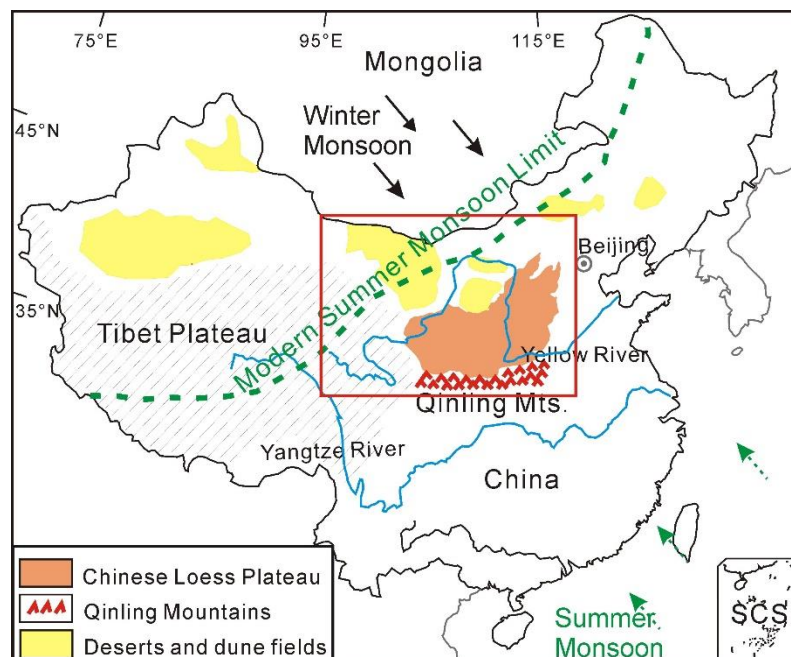 75°E
95°E
115°E
Mongolia
Winter
Monsoon
45°N
Modern Summer Monsoon Limit
Beijing
35°N
Tibet Plateau
Yellow River
Qinling Mts.
Yangtze River
China
Chinese Loess Plateau
Qinling Mountains
Deserts and dune fields
Summer
Monsoon
SCS